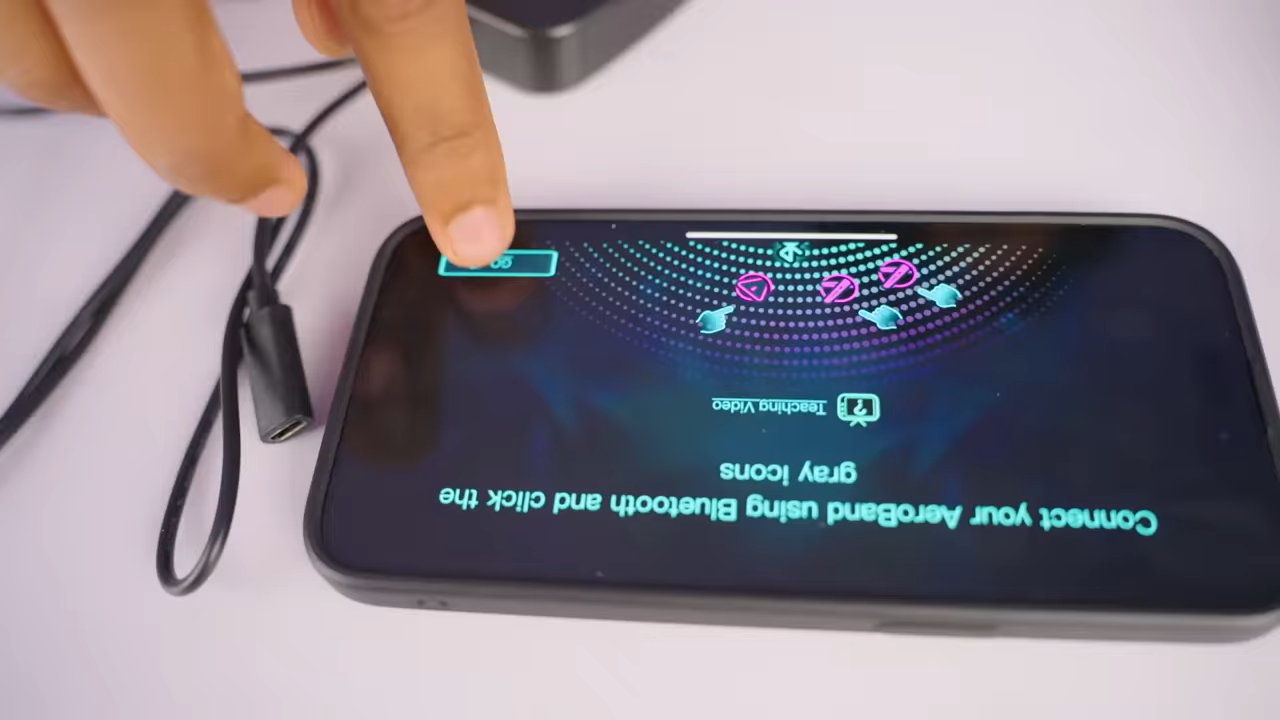 Connect your AeroBand using Bluetooth and click the
gray icons
Teaching Video